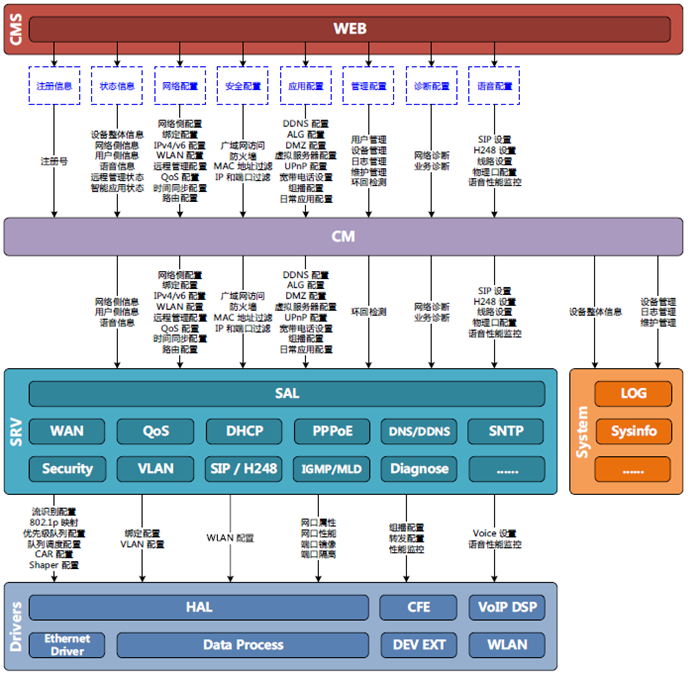 CMS
WEB
注册信息
状态信息
网络配置
安全配置
应用配置
管理配置
诊断配置
语音配置
注册号
设备整体信息
网络侧信息
用户侧信息
语音信息
远程管理状态
智能应用状态
网络侧配置
绑定配置
IPv4/v6 配置
WLAN 配置
远程管理配置
QoS 配置
时间同步配置
路由配置
广域网访问
防火墙
MAC 地址过滤
IP 和端口过滤
DDNS 配置
ALG 配置
DMZ 配置
虚拟服务器配置
UPnP 配置
宽带电话设置
组播配置
日常应用配置
用户管理
设备管理
日志管理
维护管理
环回检测
网络诊断
业务诊断
SIP 设置
H248 设置
线路设置
物理口配置
语音性能监控
CM
网络侧信息
用户侧信息
语音信息
网络侧配置
绑定配置
IPv4/v6 配置
WLAN 配置
远程管理配置
QoS 配置
时间同步配置
路由配置
广域网访问
防火墙
MAC 地址过滤
IP 和端口过滤
DDNS 配置
ALG 配置
DMZ 配置
虚拟服务器配置
UPnP 配置
宽带电话设置
组播配置
日常应用配置
环回检测
网络诊断
业务诊断
SIP 设置
H248 设置
线路设置
物理口配置
语音性能监控
设备整体信息
设备管理
日志管理
维护管理
SRV
SAL
WAN
QoS
DHCP
PPPoE
DNS/DDNS
SNTP
Security
VLAN
SIP / H248
IGMP/MLD
Diagnose
......
System
LOG
Sysinfo
......
流识别配置
802.1p 映射
优先级队列配置
队列调度配置
CAR 配置
Shaper 配置
绑定配置
VLAN 配置
WLAN 配置
网口属性
网口性能
端口镜像
端口隔离
组播配置
转发配置
性能监控
Voice 设置
语音性能监控
Drivers
HAL
CFE
VoIP DSP
Ethernet
Driver
Data Process
DEV EXT
WLAN